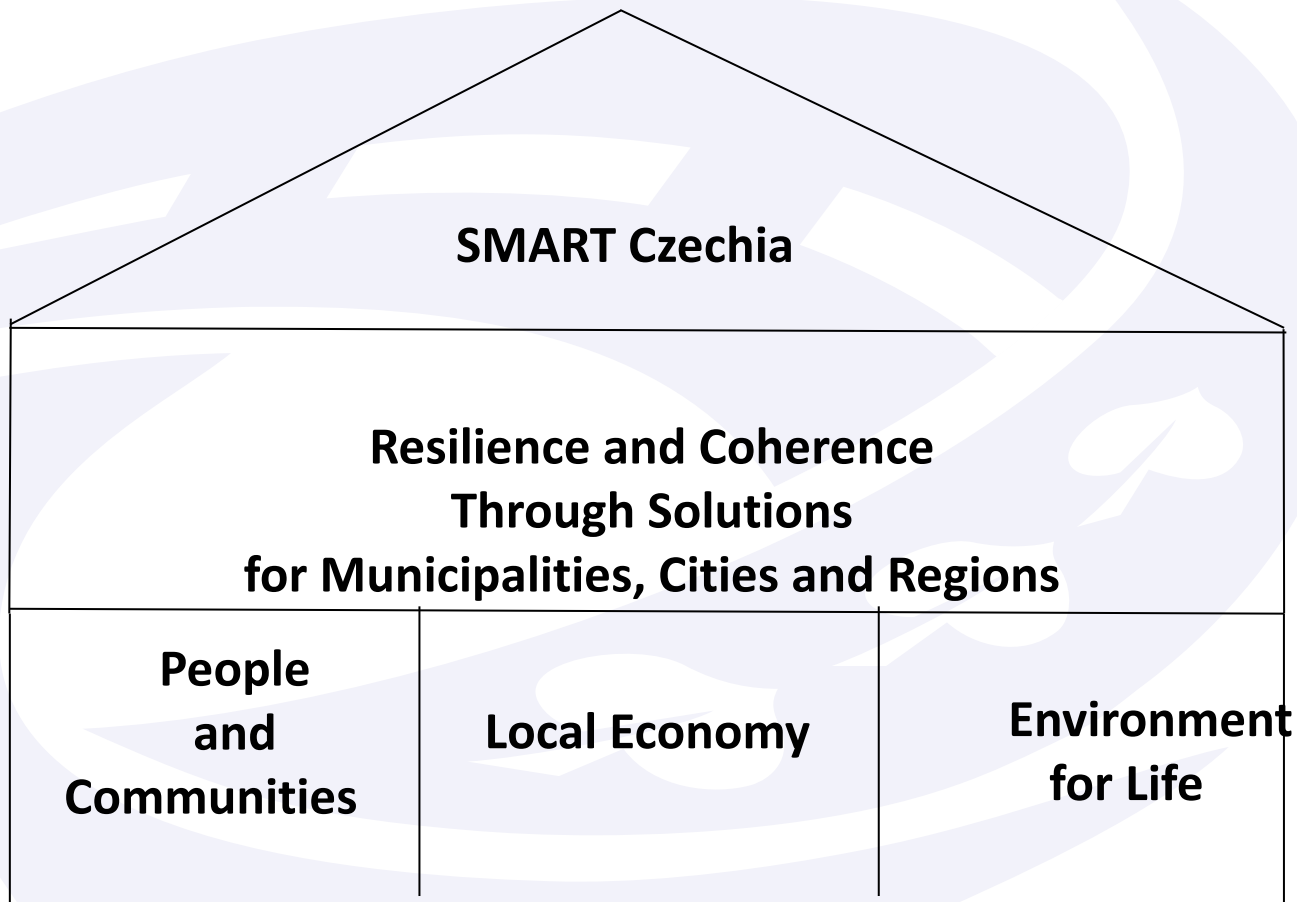 SMART Czechia
Resilience and Coherence
Through Solutions
for Municipalities, Cities and Regions
People
and
Communities
Local Economy
Environment
for Life